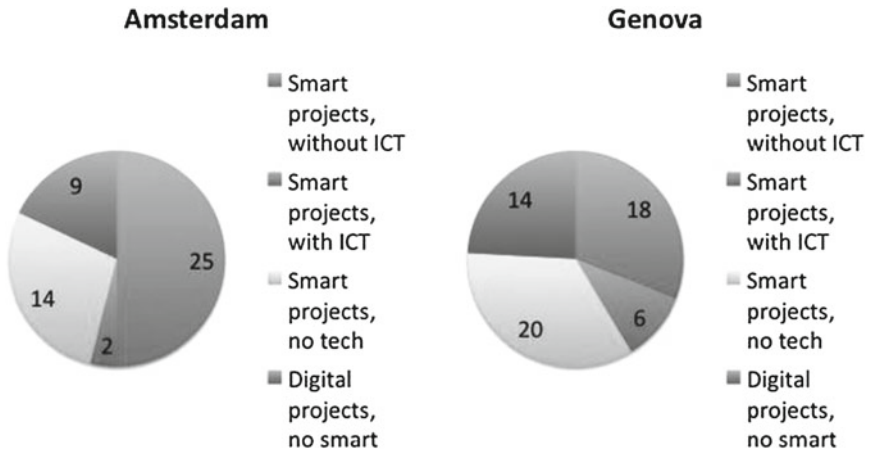 Amsterdam
Smart
projects,
without ICT
Smart
projects,
with ICT
Smart
projects,
no tech
Digital
projects,
no smart
9
25
14
2
Genova
Smart
projects,
without ICT
Smart
projects,
with ICT
Smart
projects,
no tech
Digital
projects,
no smart
14
18
20
6